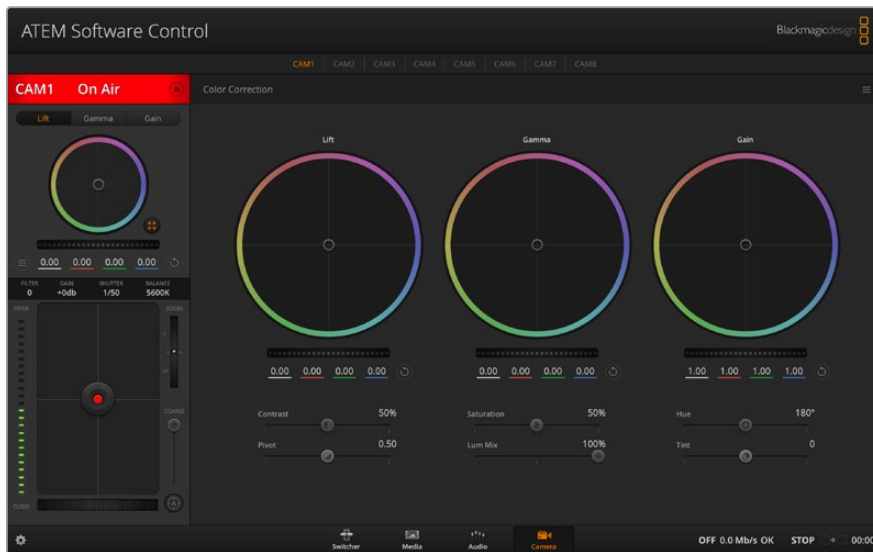 ATEM Software Control
Blackmagicdesign
CAM1 CAM2 CAM3 CAM4 CAM5 CAM6 CAM7 CAM8
CAM1 On Air
Color Correction
Lift Gamma Gain
Lift Gamma Gain
0.00 0.00 0.00 0.00
FILTER GAIN SHUTTER BALANCE
0 +0db 1/50 5600K
OPEN ZOOM
T
W
COARSE
CLOSE
0.00 0.00 0.00 0.00 0.00 0.00 0.00 0.00 1.00 1.00 1.00 1.00
Contrast 50% Saturation 50% Hue 180°
Pivot 0.50 Lum Mix 100% Tint 0
Switcher Media Audio Camera
OFF 0.0 Mb/s OK STOP 00:00